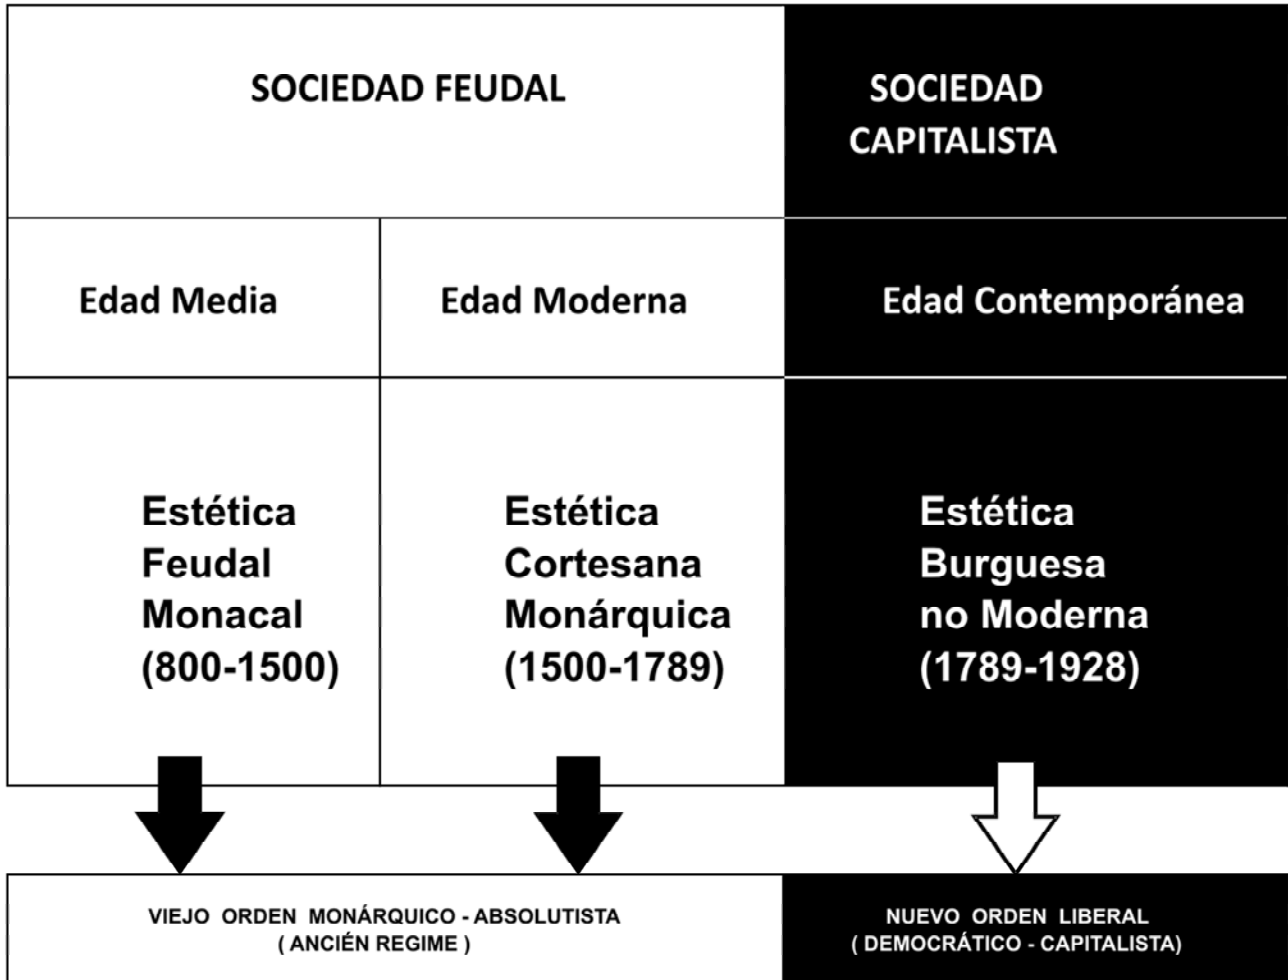 SOCIEDAD FEUDAL
SOCIEDAD
CAPITALISTA
Edad Media
Edad Moderna
Edad Contemporánea
Estética
Feudal
Monacal
(800-1500)
Estética
Cortesana
Monárquica
(1500-1789)
Estética
Burguesa
no Moderna
(1789-1928)
VIEJO ORDEN MONÁRQUICO - ABSOLUTISTA
( ANCIÉN REGIME )
NUEVO ORDEN LIBERAL
( DEMOCRÁTICO - CAPITALISTA)